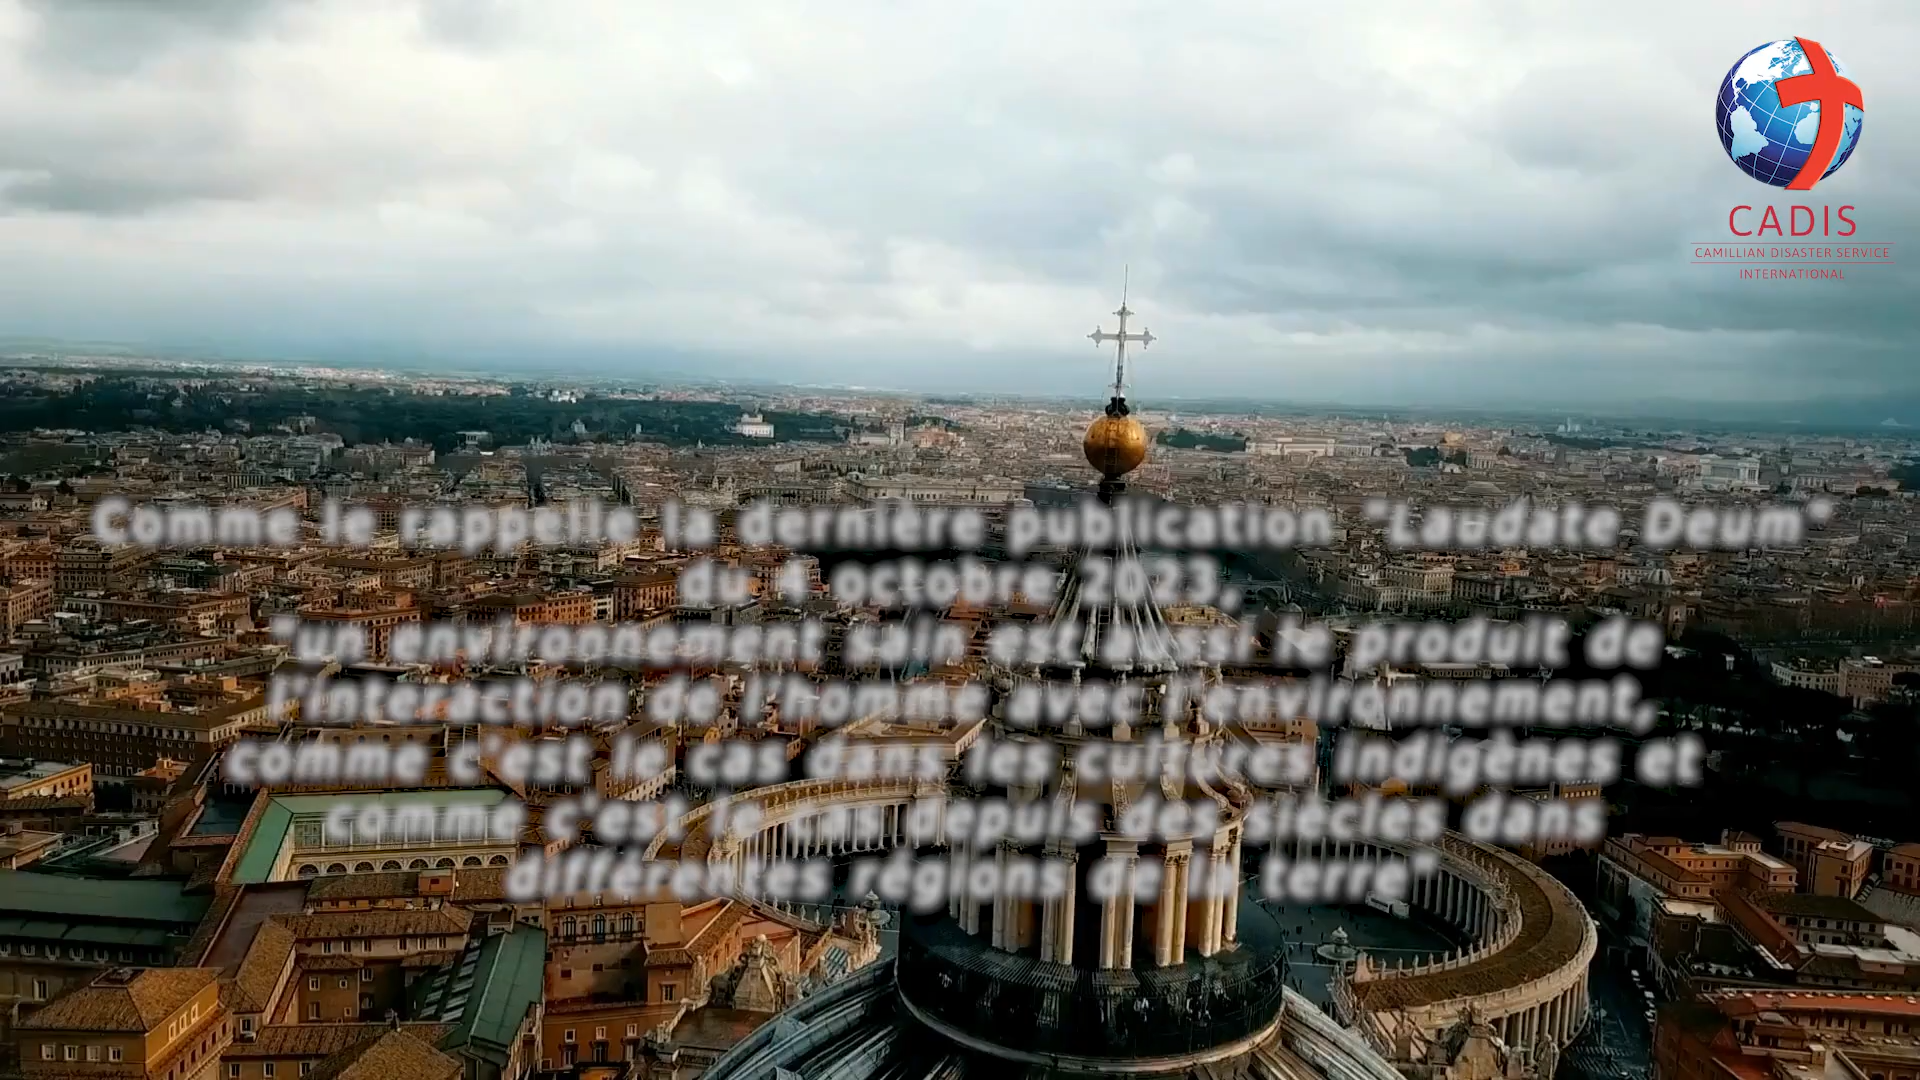 CADIS
CAMILLIAN DISASTER SERVICE
INTERNATIONAL
Comme le rappelle la dernière publication "Laudate Deum"
du 4 octobre 2023,
"un environnement sain est aussi le produit de
l'interaction de l'homme avec l'environnement,
comme c'est le cas dans les cultures indigènes et
comme c'est le cas depuis des siècles dans
différentes régions de la terre"